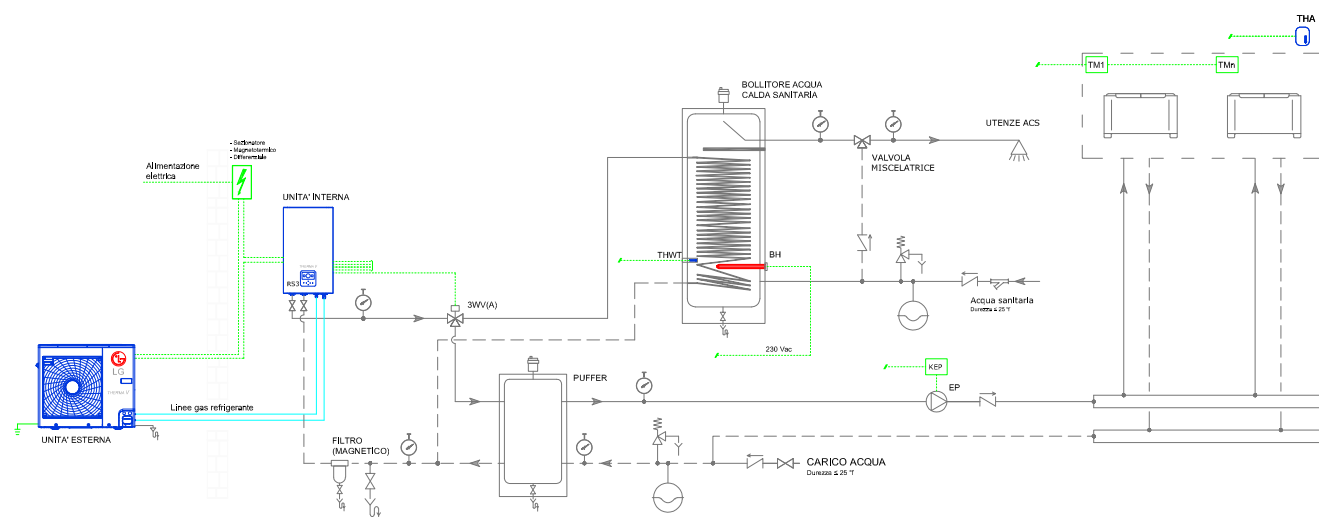 THA
TM1
TMn
BOLLITORE ACQUA
CALDA SANITARIA
UTENZE ACS
- Sezionatore
- Magnetotermico
- Differenziale
Alimentazione
elettrica
VALVOLA
MISCELATRICE
UNITA' INTERNA
THWT
BH
THERMA V
RS3
3WV(A)
Acqua sanitaria
Durezza ≤ 25 °f
230 Vac
LG
THERMA V
KEP
PUFFER
EP
Linee gas refrigerante
UNITA' ESTERNA
FILTRO
(MAGNETICO)
CARICO ACQUA
Durezza ≤ 25 °f